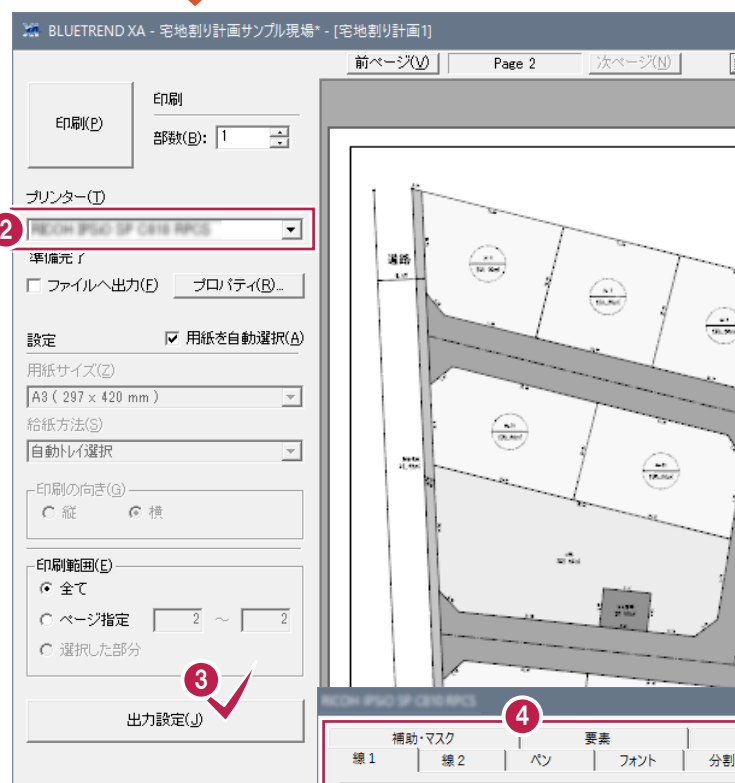 BLUETREND XA - 宅地割り計画サンプル現場* - [宅地割り計画1]
前ページ(V) Page 2 次ページ(N)
印刷(P)
印刷
部数(B): 1
プリンター(T)
2
準備完了
ファイルへ出力(F) プロパティ(R)...
設定 用紙を自動選択(A)
用紙サイズ(Z)
A3 ( 297 x 420 mm )
給紙方法(S)
自動トレイ選択
印刷の向き(G)
縦 横
印刷範囲(E)
全て
ページ指定 2 ～ 2
選択した部分
3
出力設定(J)
道路
4
補助・マスク 要素
線1 線2 ペン フォント 分割